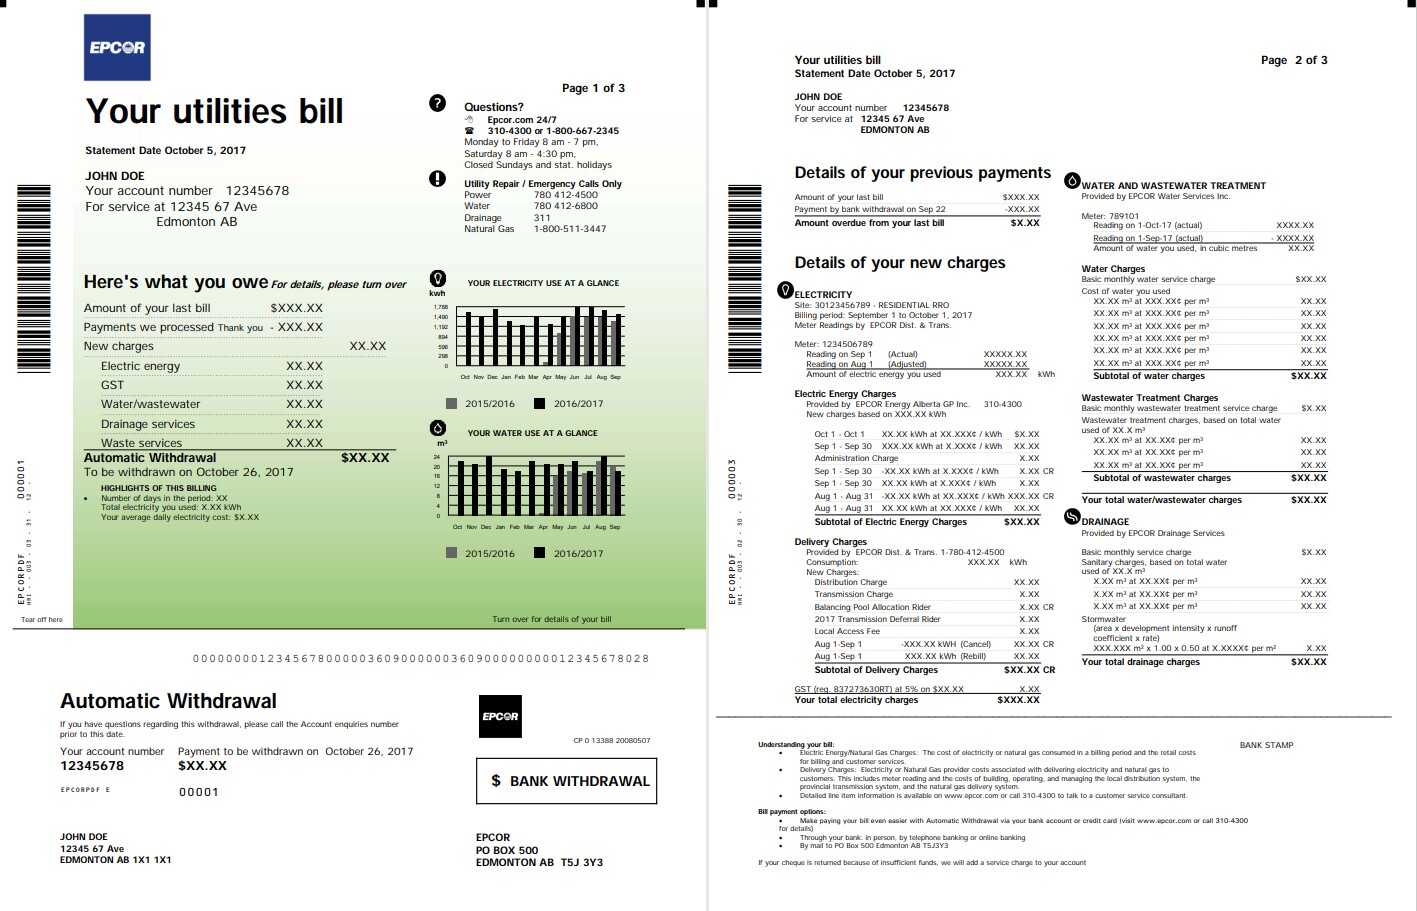 EPCOR
Page 1 of 3
Your utilities bill
Statement Date October 5, 2017
JOHN DOE
Your account number 12345678
For service at 12345 67 Ave
Edmonton AB
? Questions?
Epcor.com 24/7
310-4300 or 1-800-667-2345
Monday to Friday 8 am - 7 pm,
Saturday 8 am - 4:30 pm,
Closed Sundays and stat. holidays
! Utility Repair / Emergency Calls Only
Power 780 412-4500
Water 780 412-6800
Drainage 311
Natural Gas 1-800-511-3447
Here's what you owe For details, please turn over
Amount of your last bill $XXX.XX
Payments we processed Thank you - XXX.XX
New charges XX.XX
Electric energy XX.XX
GST XX.XX
Water/wastewater XX.XX
Drainage services XX.XX
Waste services XX.XX
Automatic Withdrawal $XX.XX
To be withdrawn on October 26, 2017
HIGHLIGHTS OF THIS BILLING
• Number of days in the period: XX
Total electricity you used: X.XX kWh
Your average daily electricity cost: $X.XX
YOUR ELECTRICITY USE AT A GLANCE
kwh
1,788
1,490
1,192
894
596
298
0
Oct Nov Dec Jan Feb Mar Apr May Jun Jul Aug Sep
2015/2016 2016/2017
YOUR WATER USE AT A GLANCE
m³
24
20
16
12
8
4
0
Oct Nov Dec Jan Feb Mar Apr May Jun Jul Aug Sep
2015/2016 2016/2017
EPCORPDF 00001
Tear off here
Turn over for details of your bill
Automatic Withdrawal
If you have questions regarding this withdrawal, please call the Account enquiries number
prior to this date.
Your account number Payment to be withdrawn on October 26, 2017
12345678 $XX.XX
EPCORPDF E 00001
EPCOR
CP 0 13388 20080507
$ BANK WITHDRAWAL
JOHN DOE
12345 67 Ave
EDMONTON AB 1X1 1X1
EPCOR
PO BOX 500
EDMONTON AB T5J 3Y3
Your utilities bill Page 2 of 3
Statement Date October 5, 2017
JOHN DOE
Your account number 12345678
For service at 12345 67 Ave
EDMONTON AB
EPCORPDF 00003
Details of your previous payments
Amount of your last bill $XXX.XX
Payment by bank withdrawal on Sep 22 -XXX.XX
Amount overdue from your last bill $X.XX
Details of your new charges
ELECTRICITY
Site: 30123456789 - RESIDENTIAL RRO
Billing period: September 1 to October 1, 2017
Meter Readings by EPCOR Dist. & Trans.
Meter: 1234506789
Reading on Sep 1 (Actual) XXXXX.XX
Reading on Aug 1 (Adjusted) XXXXX.XX
Amount of electric energy you used XXX.XX kWh
Electric Energy Charges
Provided by EPCOR Energy Alberta GP Inc. 310-4300
New charges based on XXX.XX kWh
Oct 1 - Oct 1 XX.XX kWh at X.XXX¢ / kWh $X.XX
Sep 1 - Sep 30 XXX.XX kWh at X.XXX¢ / kWh XX.XX
Administration Charge X.XX
Sep 1 - Sep 30 -XX.XX kWh at X.XXX¢ / kWh X.XX CR
Sep 1 - Sep 30 XX.XX kWh at X.XXX¢ / kWh X.XX
Aug 1 - Aug 31 -XX.XX kWh at XX.XXX¢ / kWh XXX.XX CR
Aug 1 - Aug 31 XX.XX kWh at XX.XXX¢ / kWh XX.XX
Subtotal of Electric Energy Charges $XX.XX
Delivery Charges
Provided by EPCOR Dist. & Trans. 1-780-412-4500
Consumption: XXX.XX kWh
New Charges:
Distribution Charge XX.XX
Transmission Charge X.XX
Balancing Pool Allocation Rider X.XX CR
2017 Transmission Deferral Rider X.XX
Local Access Fee X.XX
Aug 1-Sep 1 -XXX.XX kWH (Cancel) XX.XX CR
Aug 1-Sep 1 XXX.XX kWH (Rebill) XX.XX
Subtotal of Delivery Charges $XX.XX CR
GST (reg. 837273630RT) at 5% on $XX.XX X.XX
Your total electricity charges $XXX.XX
WATER AND WASTEWATER TREATMENT
Provided by EPCOR Water Services Inc.
Meter: 789101
Reading on 1-Oct-17 (actual) XXXX.XX
Reading on 1-Sep-17 (actual) - XXXX.XX
Amount of water you used, in cubic metres XX.XX
Water Charges
Basic monthly water service charge $XX.XX
Cost of water you used
XX.XX m³ at XXX.XX¢ per m³ XX.XX
XX.XX m³ at XXX.XX¢ per m³ XX.XX
XX.XX m³ at XXX.XX¢ per m³ XX.XX
XX.XX m³ at XXX.XX¢ per m³ XX.XX
XX.XX m³ at XXX.XX¢ per m³ XX.XX
XX.XX m³ at XXX.XX¢ per m³ XX.XX
Subtotal of water charges $XX.XX
Wastewater Treatment Charges
Basic monthly wastewater treatment service charge $X.XX
Wastewater treatment charges, based on total water
used of XX.X m³
XX.XX m³ at XX.XX¢ per m³ XX.XX
XX.XX m³ at XX.XX¢ per m³ XX.XX
XX.XX m³ at XX.XX¢ per m³ XX.XX
Subtotal of wastewater charges $XX.XX
Your total water/wastewater charges $XX.XX
DRAINAGE
Provided by EPCOR Drainage Services
Basic monthly service charge $X.XX
Sanitary charges, based on total water
used of XX.X m³
X.XX m³ at XX.XX¢ per m³ XX.XX
X.XX m³ at XX.XX¢ per m³ XX.XX
X.XX m³ at XX.XX¢ per m³ XX.XX
Stormwater
(area x development intensity x runoff
coefficient x rate)
XXX.XXX m² x 1.00 x 0.50 at X.XXXX¢ per m² X.XX
Your total drainage charges $XX.XX
Understanding your bill:
• Electric Energy/Natural Gas Charges: The cost of electricity or natural gas consumed in a billing period and the retail costs
for billing and customer services.
• Delivery Charges: Electricity or Natural Gas provider costs associated with delivering electricity and natural gas to
customers. This includes meter reading and the costs of building, operating, and managing the local distribution system, the
provincial transmission system, and the natural gas delivery system.
• Detailed line item information is available on www.epcor.com or call 310-4300 to talk to a customer service consultant.
BANK STAMP
Bill payment options:
• Make paying your bill even easier with Automatic Withdrawal via your bank account or credit card (visit www.epcor.com or call 310-4300
for details)
• Through your bank: in person, by telephone banking or online banking
• By mail to PO Box 500 Edmonton AB T5J3Y3
If your cheque is returned because of insufficient funds, we will add a service charge to your account